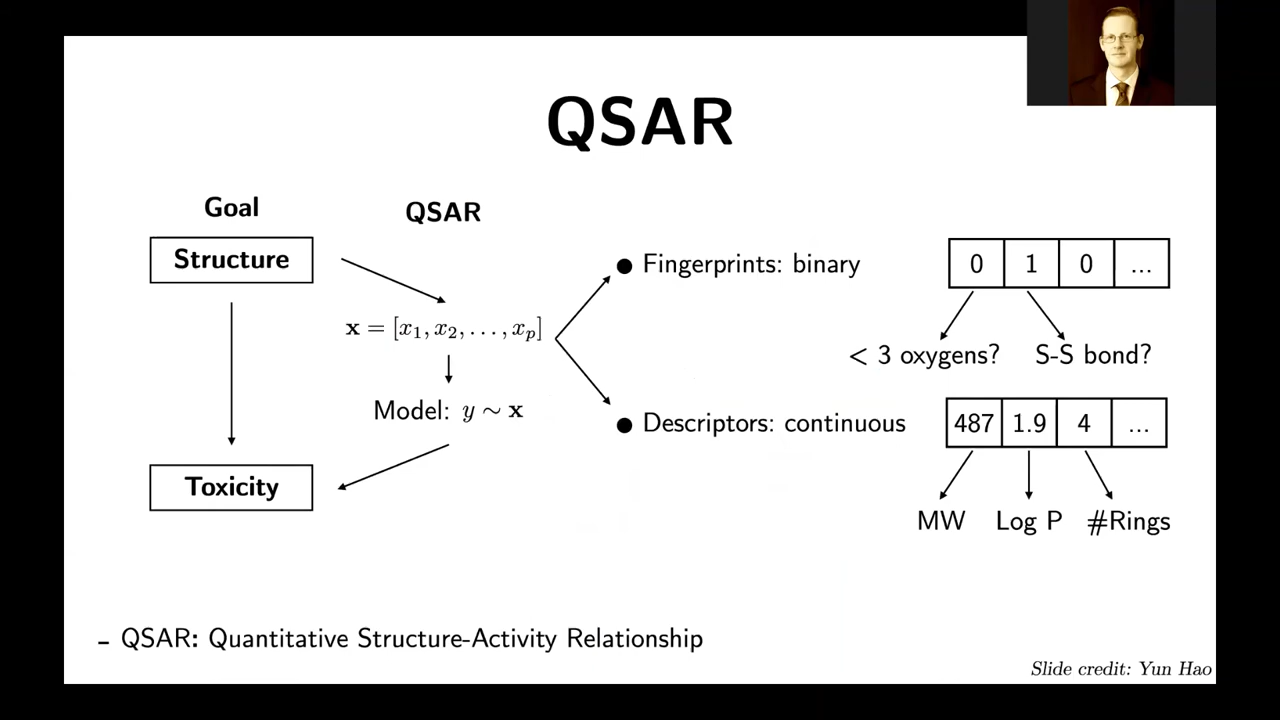 QSAR
Goal
QSAR
Structure
x = [x₁, x₂, . . . , xₚ]
Model: y ∼ x
Toxicity
● Fingerprints: binary
0 1 0 ...
< 3 oxygens? S-S bond?
● Descriptors: continuous
487 1.9 4 ...
MW Log P #Rings
– QSAR: Quantitative Structure-Activity Relationship
Slide credit: Yun Hao